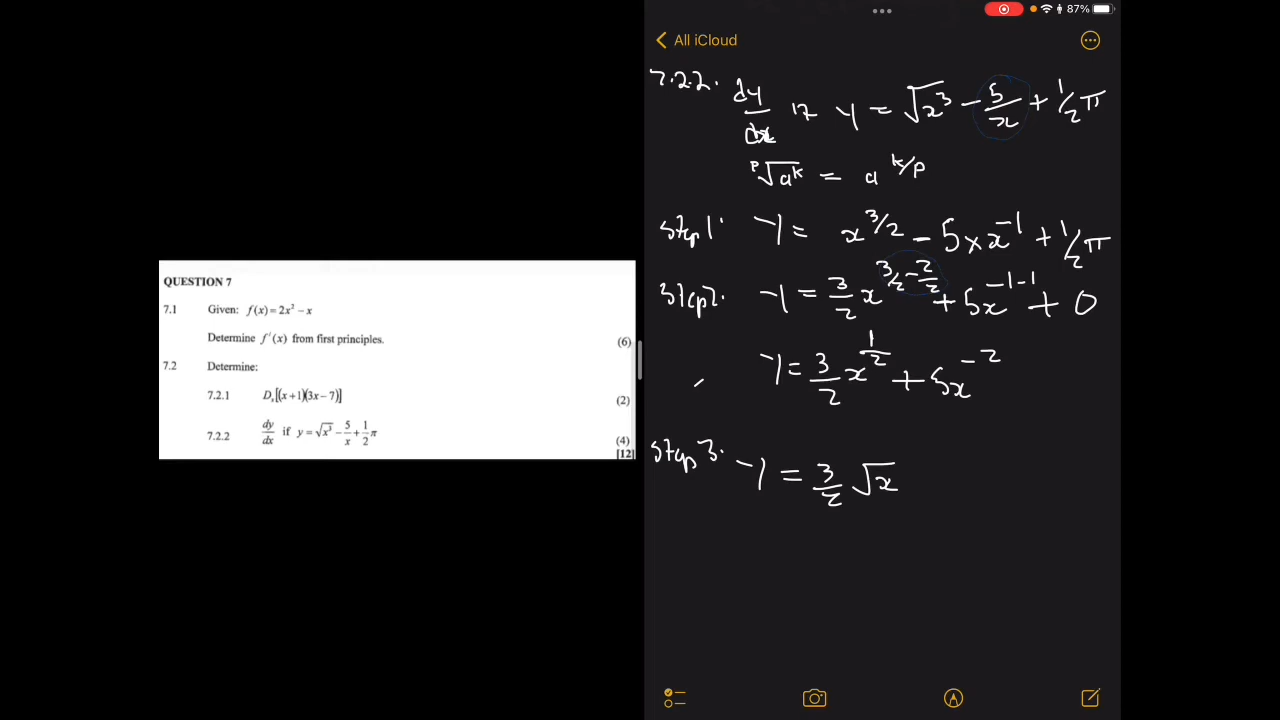 87%
All iCloud
QUESTION 7
7.1 Given: f(x) = 2x² − x
Determine f′(x) from first principles. (6)
7.2 Determine:
7.2.1 Dₓ[(x+1)(3x−7)] (2)
7.2.2 dy/dx if y = √x³ − 5/x + 1/2 π (4)
[12]
7.2.2. dy/dx if y = √x³ − 5/x + 1/2 π
ᵖ√aᵏ = a^k/p
Step 1: y = x^3/2 − 5×x^−1 + 1/2 π
Step 2: y = 3/2 x^3/2−2/2 + 5x^−1−1 + 0
y = 3/2 x^1/2 + 5x^−2
Step 3: y = 3/2 √x